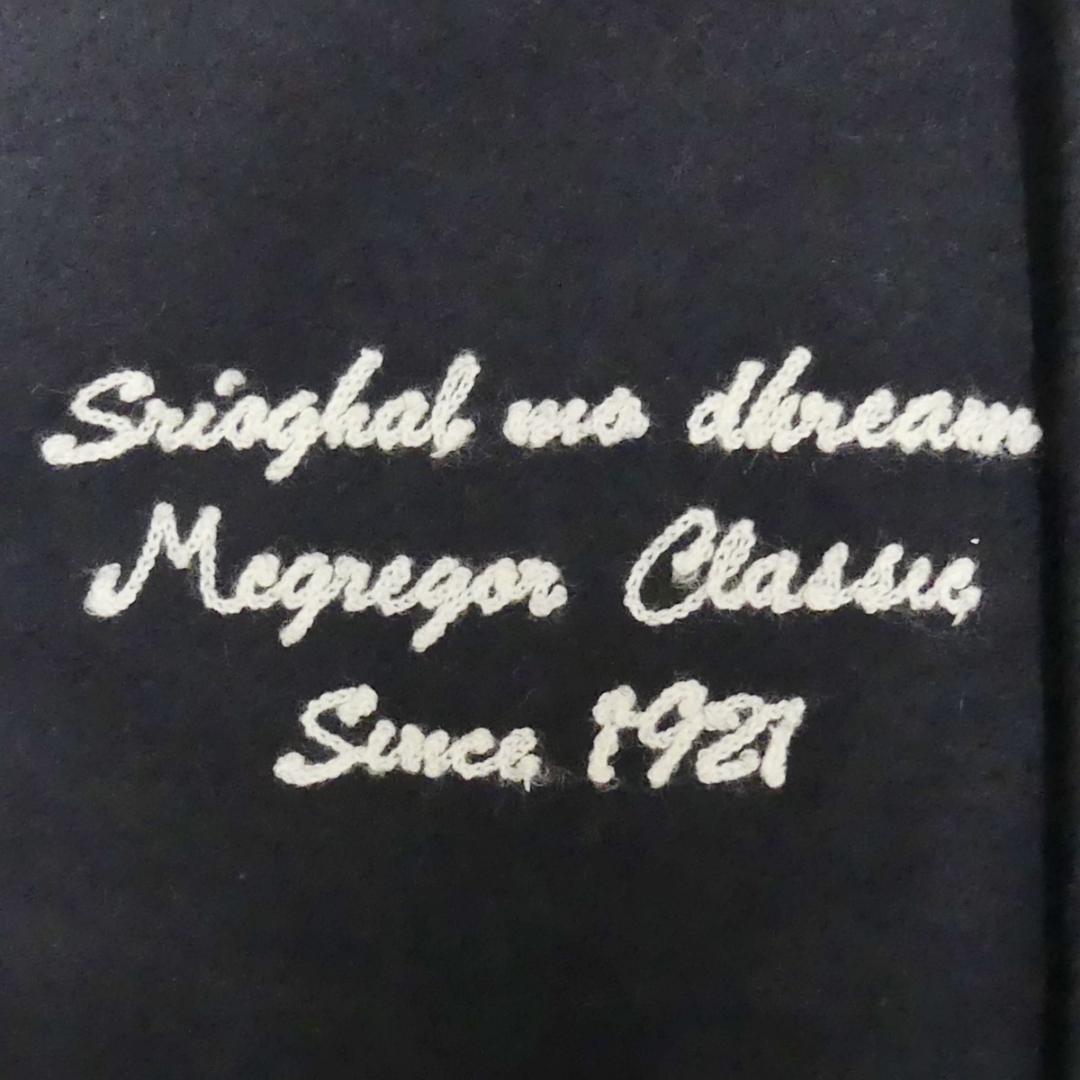 Srioghal mo dhream
Mcgregor Classic
Since 1921